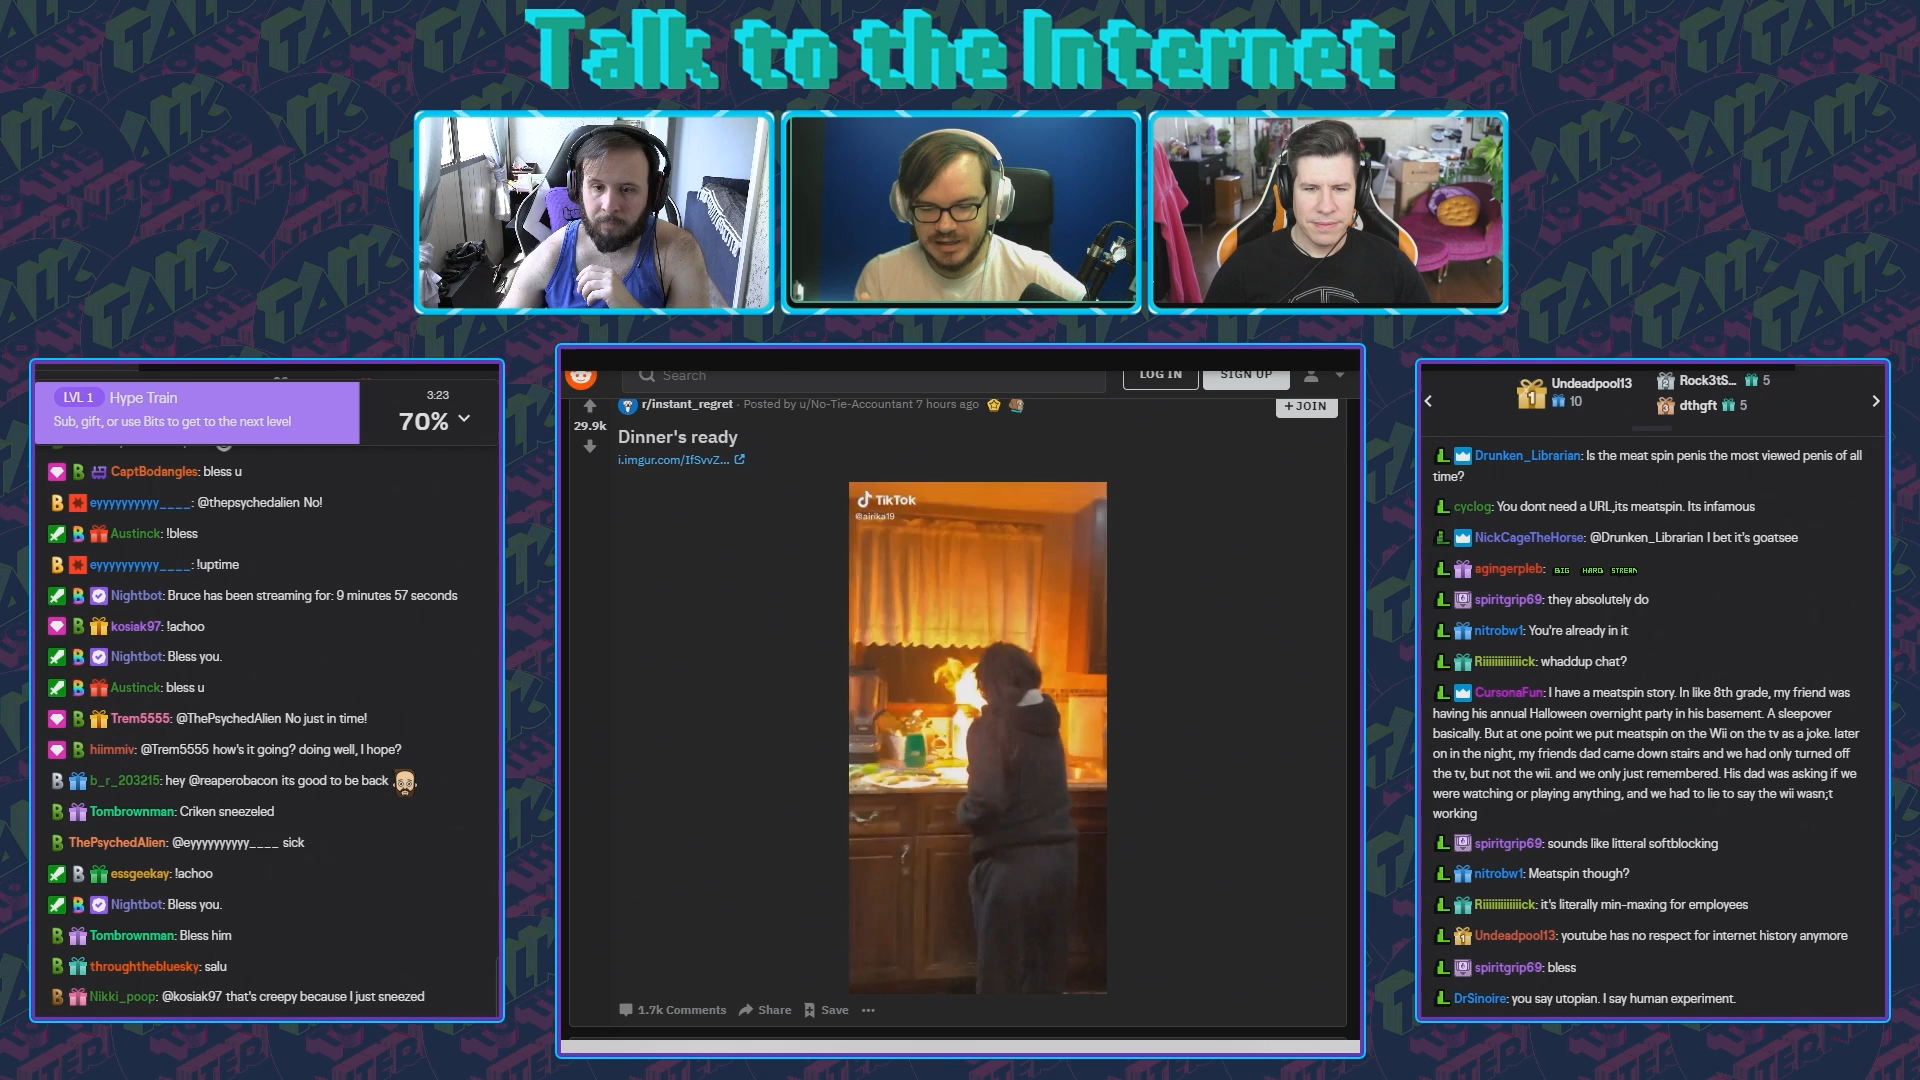 Talk to the Internet
LVL 1 Hype Train
Sub, gift, or use Bits to get to the next level
3:23
70%
CaptBodangles: bless u
eyyyyyyyyyy____: @thepsychedalien No!
Austinck: !bless
eyyyyyyyyyy____: !uptime
Nightbot: Bruce has been streaming for: 9 minutes 57 seconds
kosiak97: !achoo
Nightbot: Bless you.
Austinck: bless u
Trem5555: @ThePsychedAlien No just in time!
hiimmiv: @Trem5555 how's it going? doing well, I hope?
b_r_203215: hey @reaperobacon its good to be back
Tombrownman: Criken sneezeled
ThePsychedAlien: @eyyyyyyyyyy____ sick
essgeekay: !achoo
Nightbot: Bless you.
Tombrownman: Bless him
throughthebluesky: salu
Nikki_poop: @kosiak97 that's creepy because I just sneezed
Search
LOG IN
SIGN UP
r/instant_regret · Posted by u/No-Tie-Accountant 7 hours ago
+ JOIN
29.9k
Dinner's ready
i.imgur.com/IfSvvZ...
TikTok
@airika19
1.7k Comments
Share
Save
Undeadpool13
10
Rock3tS... 5
dthgft 5
Drunken_Librarian: Is the meat spin penis the most viewed penis of all
time?
cyclog: You dont need a URL,its meatspin. Its infamous
NickCageTheHorse: @Drunken_Librarian I bet it's goatsee
agingerpleb: BIG HARD STREAM
spiritgrip69: they absolutely do
nitrobw1: You're already in it
Riiiiiiiiiiiiick: whaddup chat?
CursonaFun: I have a meatspin story. In like 8th grade, my friend was
having his annual Halloween overnight party in his basement. A sleepover
basically. But at one point we put meatspin on the Wii on the tv as a joke. later
on in the night, my friends dad came down stairs and we had only turned off
the tv, but not the wii. and we only just remembered. His dad was asking if we
were watching or playing anything, and we had to lie to say the wii wasn;t
working
spiritgrip69: sounds like litteral softblocking
nitrobw1: Meatspin though?
Riiiiiiiiiiiiick: it's literally min-maxing for employees
Undeadpool13: youtube has no respect for internet history anymore
spiritgrip69: bless
DrSinoire: you say utopian. I say human experiment.